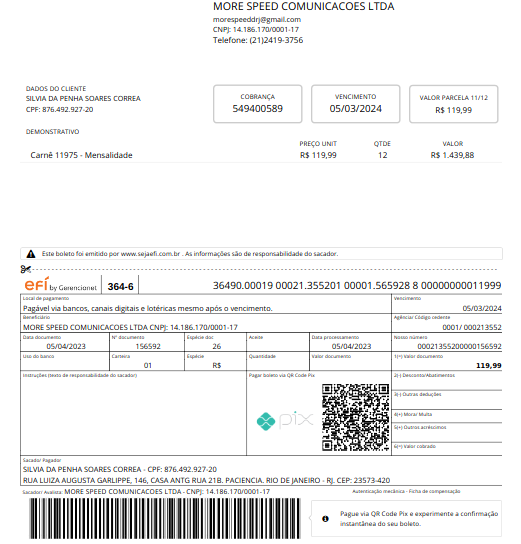 MORE SPEED COMUNICACOES LTDA
morespeeddrj@gmail.com
CNPJ: 14.186.170/0001-17
Telefone: (21)2419-3756
DADOS DO CLIENTE
SILVIA DA PENHA SOARES CORREA
CPF: 876.492.927-20
COBRANÇA
549400589
VENCIMENTO
05/03/2024
VALOR PARCELA 11/12
R$ 119,99
DEMONSTRATIVO
PREÇO UNIT QTDE VALOR
Carnê 11975 - Mensalidade R$ 119,99 12 R$ 1.439,88
Este boleto foi emitido por www.sejaefi.com.br . As informações são de responsabilidade do sacador.
efí by Gerencianet 364-6 36490.00019 00021.355201 00001.565928 8 00000000011999
Local de pagamento Vencimento
Pagável via bancos, canais digitais e lotéricas mesmo após o vencimento. 05/03/2024
Beneficiário Agência/ Código cedente
MORE SPEED COMUNICACOES LTDA CNPJ: 14.186.170/0001-17 0001/ 000213552
Data documento Nº documento Espécie doc Aceite Data processamento Nosso número
05/04/2023 156592 26 05/04/2023 0002135520000156592
Uso do banco Carteira Espécie Quantidade Valor documento 1(=) Valor documento
01 R$ 119,99
Instruções (texto de responsabilidade do sacador) Pagar boleto via QR Code Pix 2(-) Desconto/Abatimentos
3(-) Outras deduções
pix
4(+) Mora/ Multa
5(+) Outros acréscimos
6(=) Valor cobrado
Sacado/ Pagador
SILVIA DA PENHA SOARES CORREA - CPF: 876.492.927-20
RUA LUIZA AUGUSTA GARLIPPE, 146, CASA ANTG RUA 21B. PACIENCIA. RIO DE JANEIRO - RJ. CEP: 23573-420
Sacador/ Avalista: MORE SPEED COMUNICACOES LTDA - CNPJ: 14.186.170/0001-17 Autenticação mecânica - Ficha de compensação
Pague via QR Code Pix e experimente a confirmação
instantânea do seu boleto.